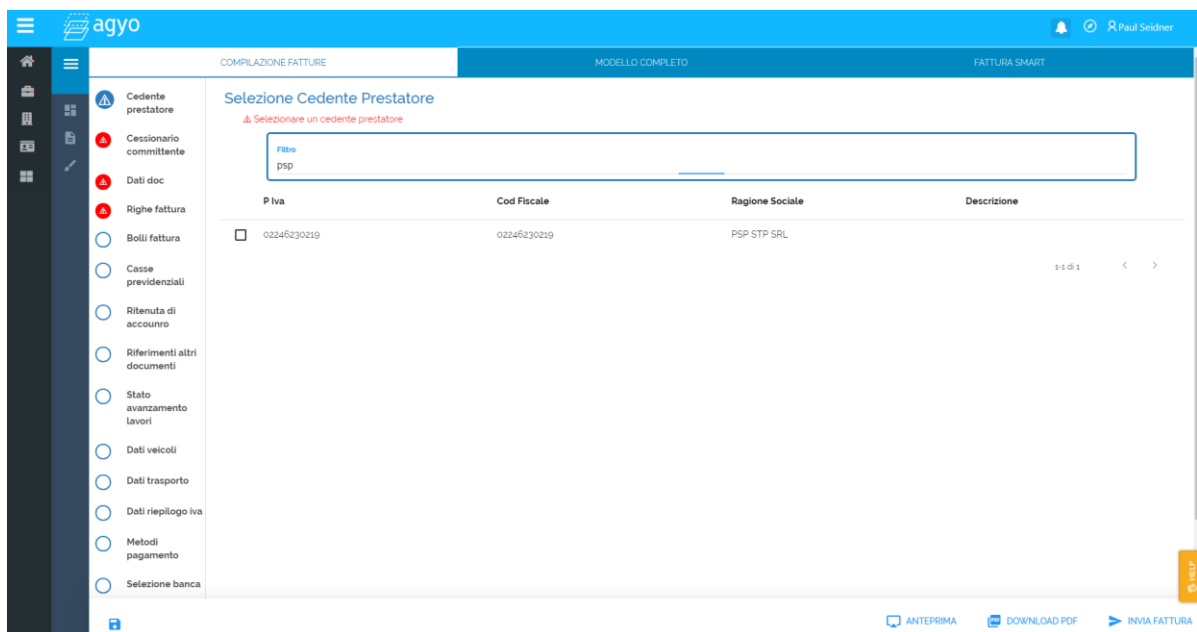 agyo
Paul Seidner
COMPILAZIONE FATTURE
MODELLO COMPLETO
FATTURA SMART
Cedente
prestatore
Cessionario
committente
Dati doc
Righe fattura
Bolli fattura
Casse
previdenziali
Ritenuta di
accounro
Riferimenti altri
documenti
Stato
avanzamento
lavori
Dati veicoli
Dati trasporto
Dati riepilogo iva
Metodi
pagamento
Selezione banca
Selezione Cedente Prestatore
Selezionare un cedente prestatore
Filtro
psp
P Iva Cod Fiscale Ragione Sociale Descrizione
02246230219 02246230219 PSP STP SRL
1-1 di 1
HELP
ANTEPRIMA
DOWNLOAD PDF
INVIA FATTURA